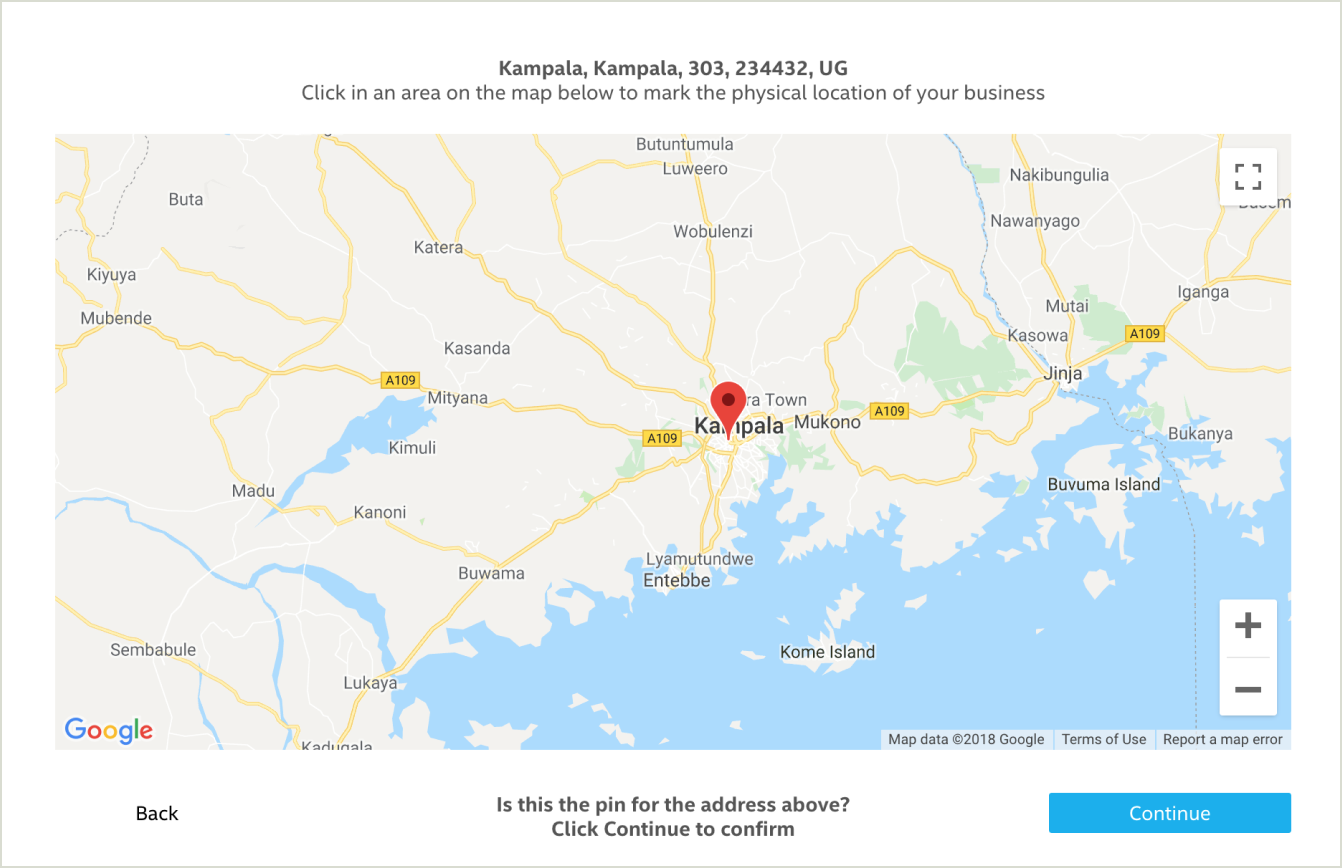 Kampala, Kampala, 303, 234432, UG
Click in an area on the map below to mark the physical location of your business
Butuntumula
Luweero
Nakibungulia
Buta
Nawanyago
Wobulenzi
Katera
Kiyuya
Iganga
Mutai
Mubende
Kasowa
A109
Kasanda
Jinja
A109
Mityana
ra Town
A109
Mukono
Kampala
A109
Bukanya
Kimuli
Buvuma Island
Madu
Kanoni
Lyamutundwe
Buwama
Entebbe
Sembabule
Kome Island
Lukaya
Google
Map data ©2018 Google
Terms of Use
Report a map error
Back
Is this the pin for the address above?
Click Continue to confirm
Continue